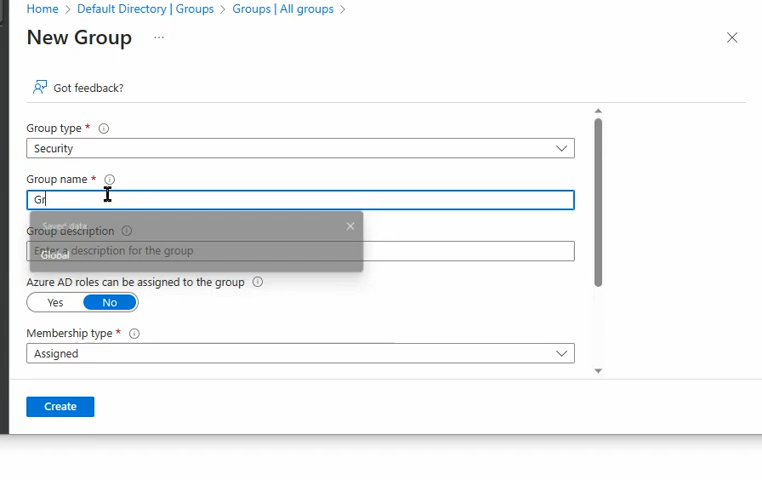 Home > Default Directory | Groups > Groups | All groups >
New Group ...
Got feedback?
Group type *
Security
Group name *
Gr
Saved data
Group description
Enter a description for the group
Global
Azure AD roles can be assigned to the group
Yes No
Membership type *
Assigned
Create